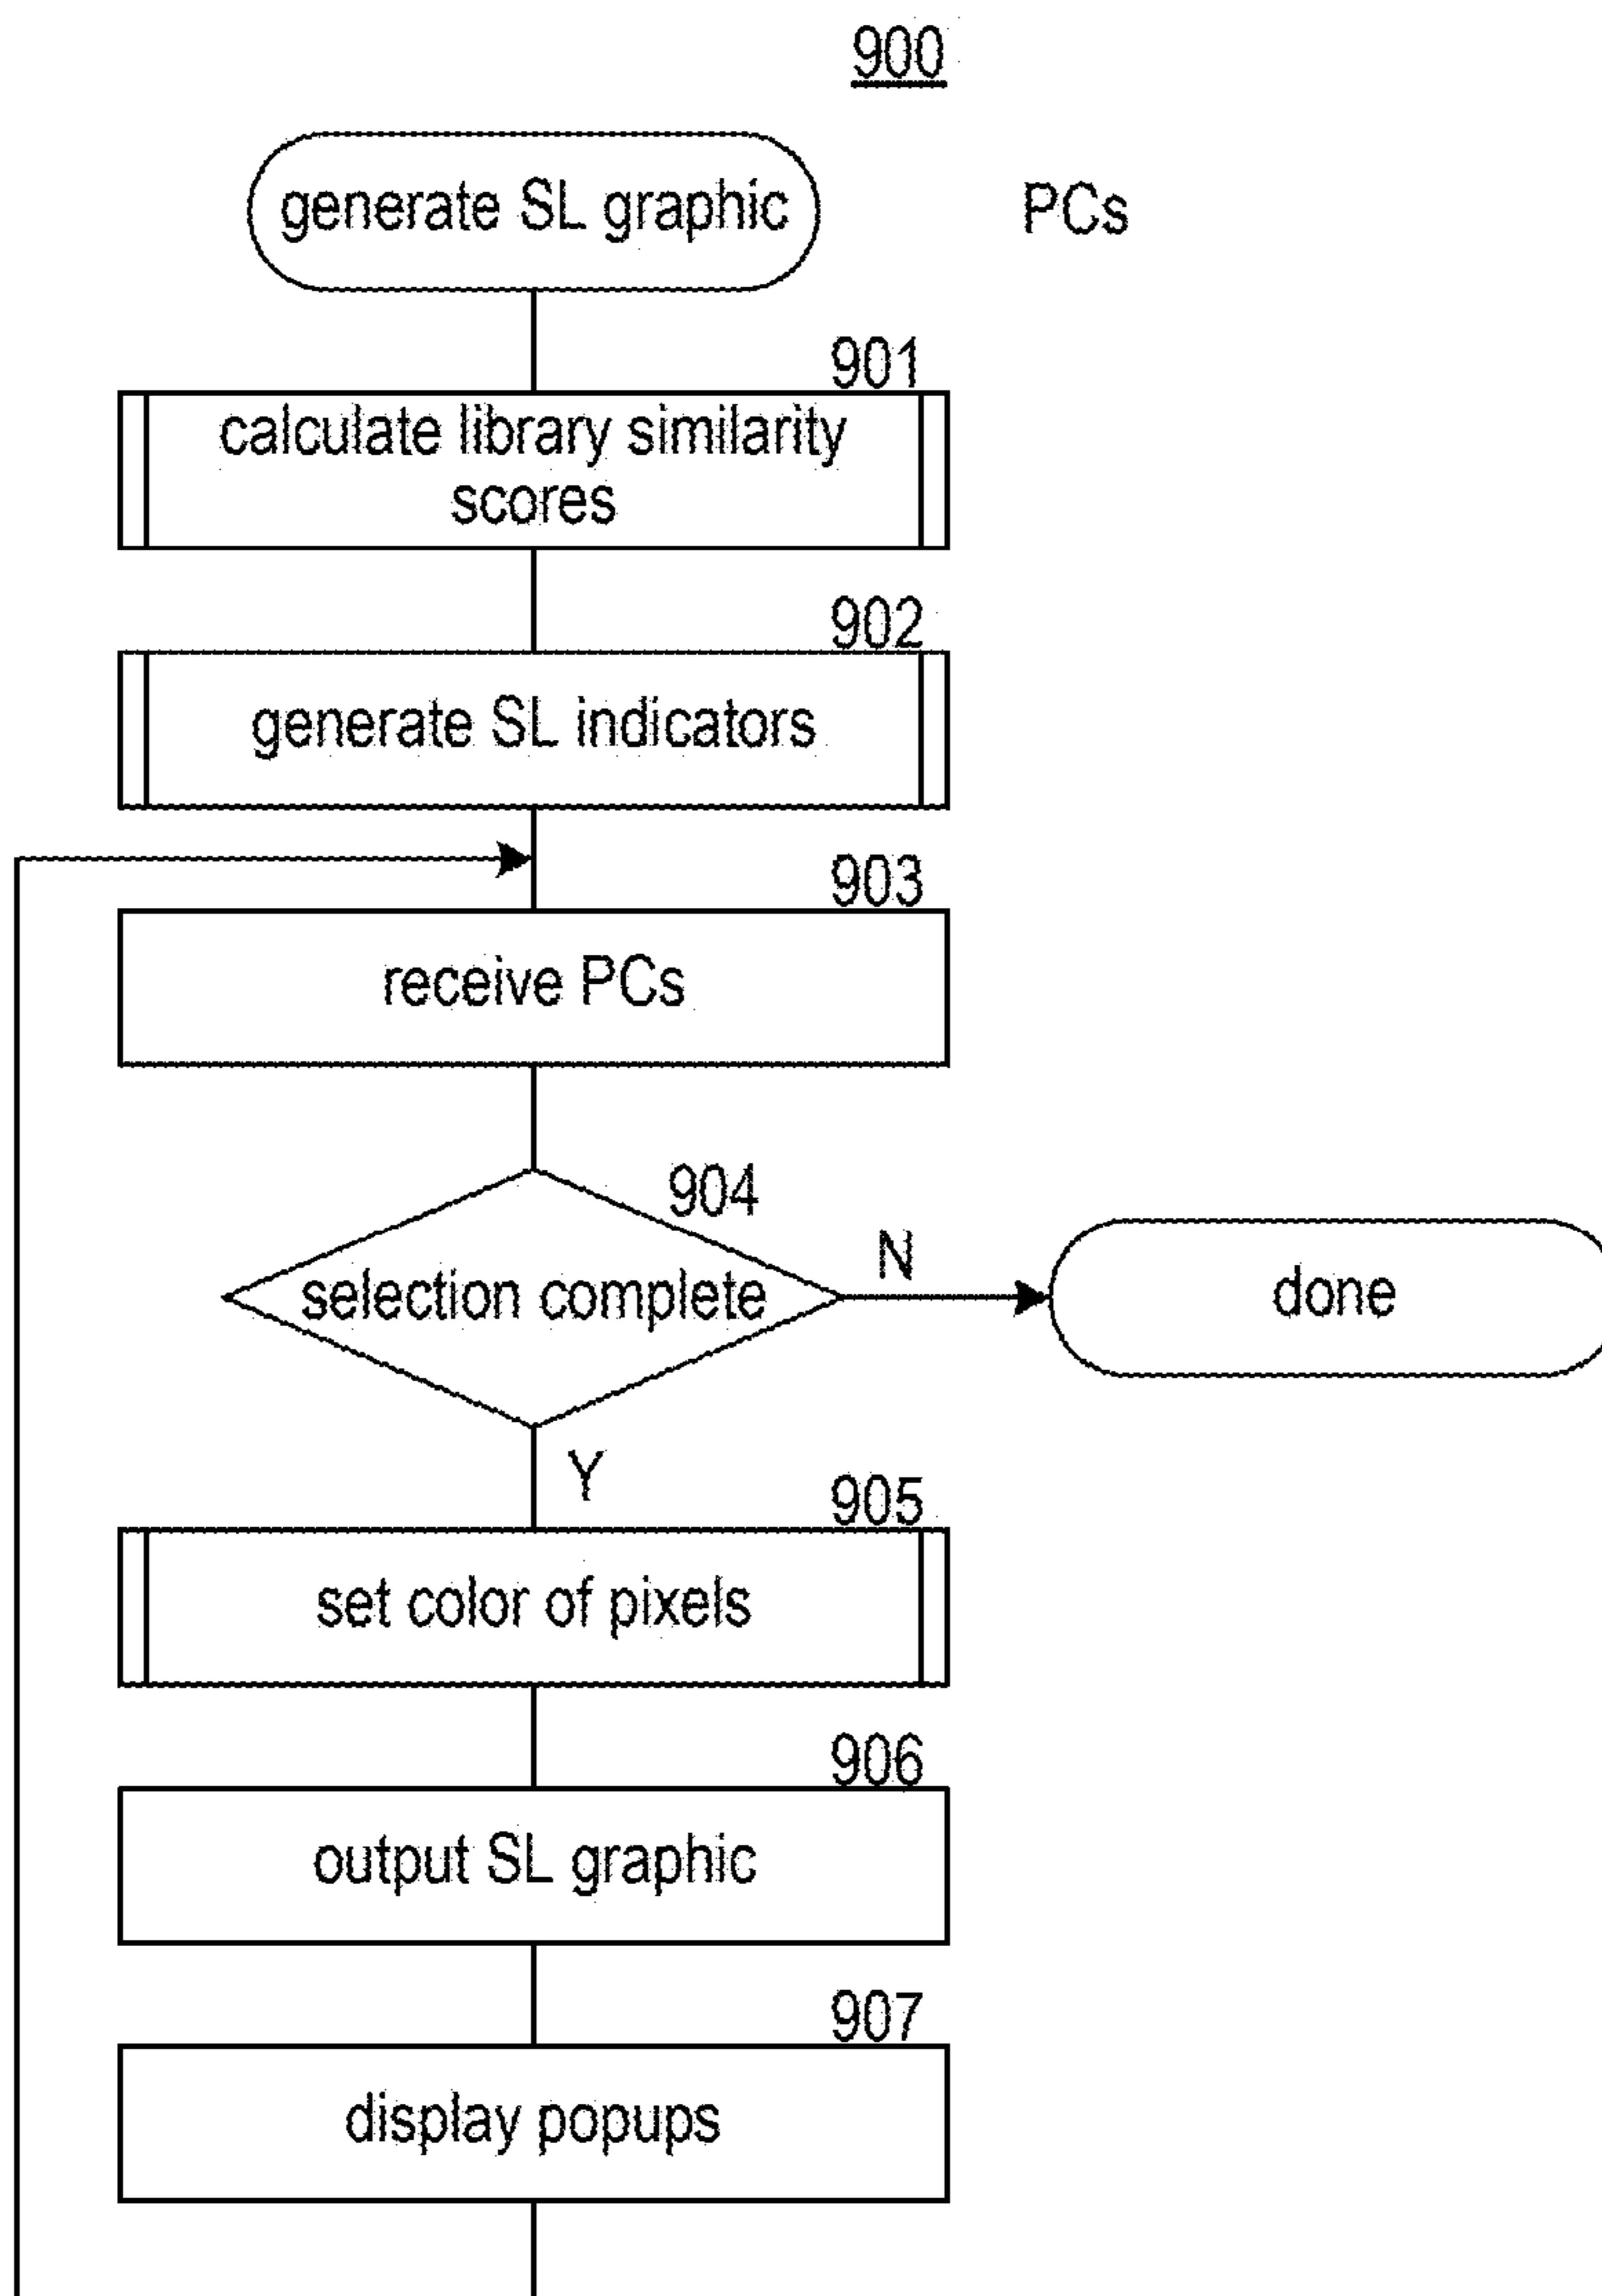 900
generate SL graphic
PCs
901
calculate library similarity
scores
902
generate SL indicators
903
receive PCs
904
selection complete
N
done
Y
905
set color of pixels
906
output SL graphic
907
display popups